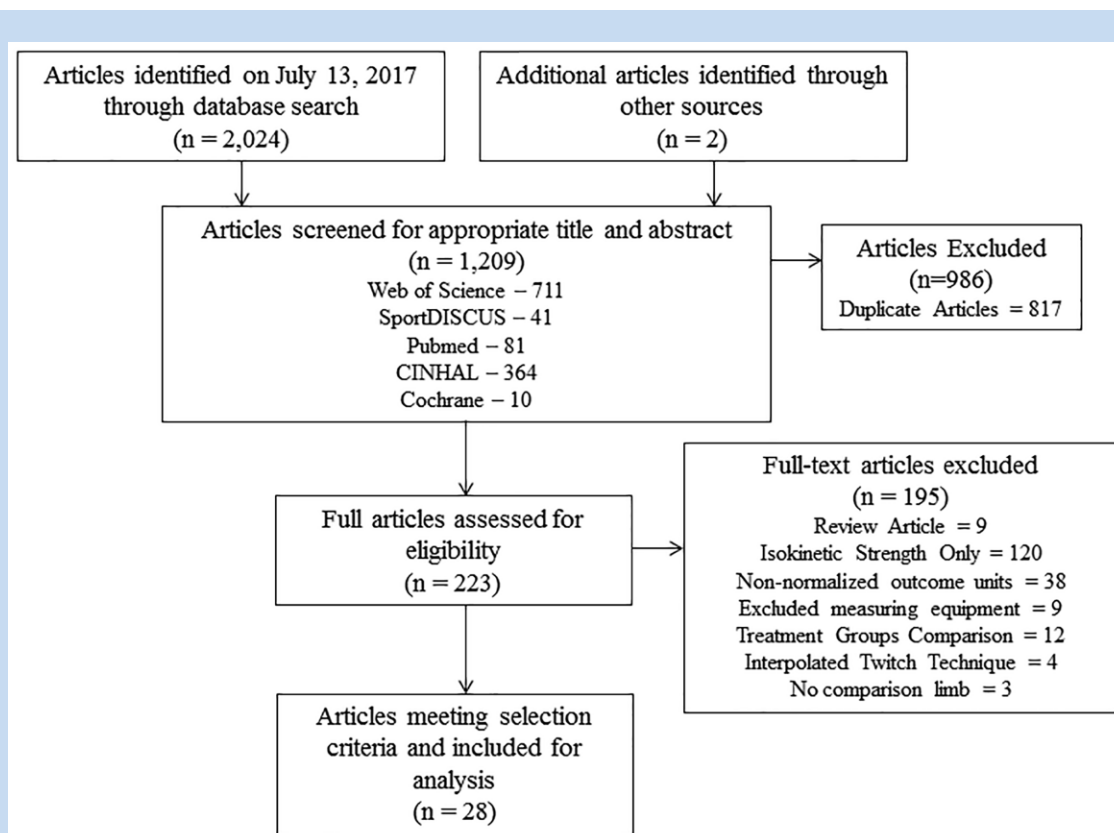 Articles identified on July 13, 2017
through database search
(n = 2,024)
Additional articles identified through
other sources
(n = 2)
Articles screened for appropriate title and abstract
(n = 1,209)
Web of Science – 711
SportDISCUS – 41
Pubmed – 81
CINHAL – 364
Cochrane – 10
Articles Excluded
(n=986)
Duplicate Articles = 817
Full articles assessed for
eligibility
(n = 223)
Full-text articles excluded
(n = 195)
Review Article = 9
Isokinetic Strength Only = 120
Non-normalized outcome units = 38
Excluded measuring equipment = 9
Treatment Groups Comparison = 12
Interpolated Twitch Technique = 4
No comparison limb = 3
Articles meeting selection
criteria and included for
analysis
(n = 28)